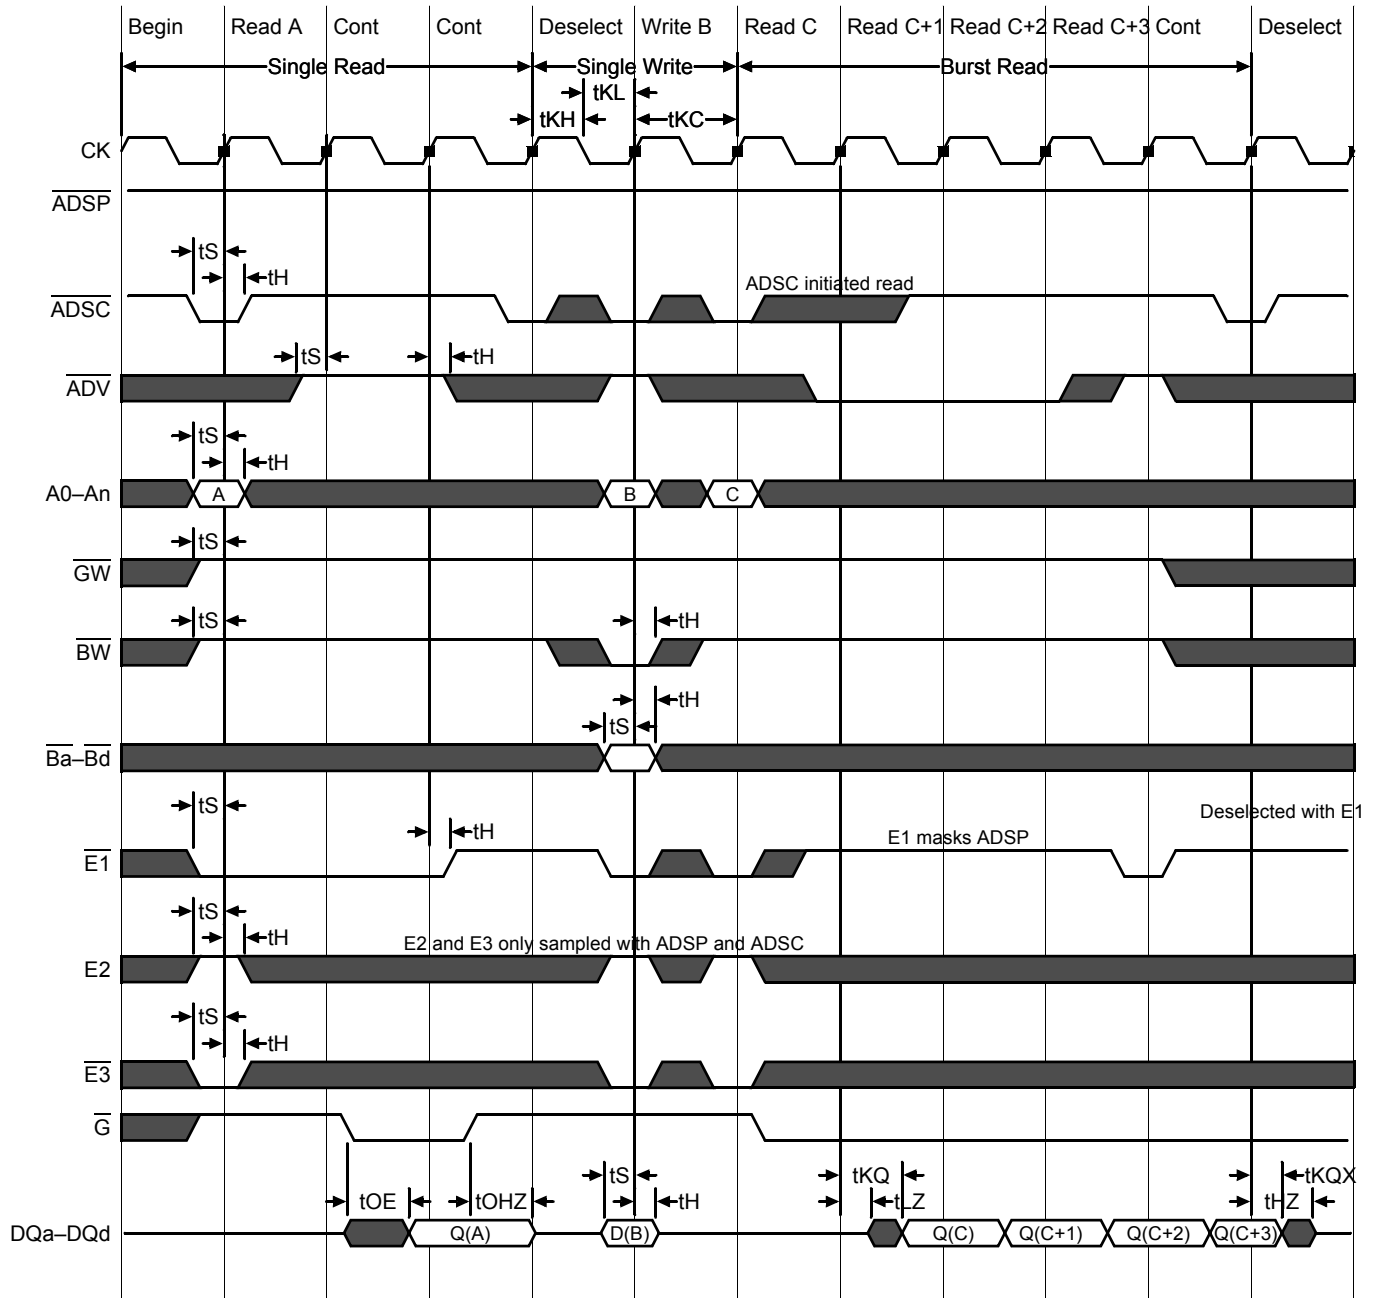 Begin Read A Cont Cont Deselect Write B Read C Read C+1 Read C+2 Read C+3 Cont Deselect
Single Read Single Write Burst Read
tKL
tKH tKC
CK
ADSP
tS
tH
ADSC initiated read
ADSC
tS tH
ADV
tS
tH
A0–An A B C
tS
GW
tS tH
BW
tH
tS
Ba–Bd
tS Deselected with E1
tH E1 masks ADSP
E1
tS
tH E2 and E3 only sampled with ADSP and ADSC
E2
tS
tH
E3
G
tS tKQ tKQX
tOE tOHZ tH tLZ tHZ
DQa–DQd Q(A) D(B) Q(C) Q(C+1) Q(C+2) Q(C+3)